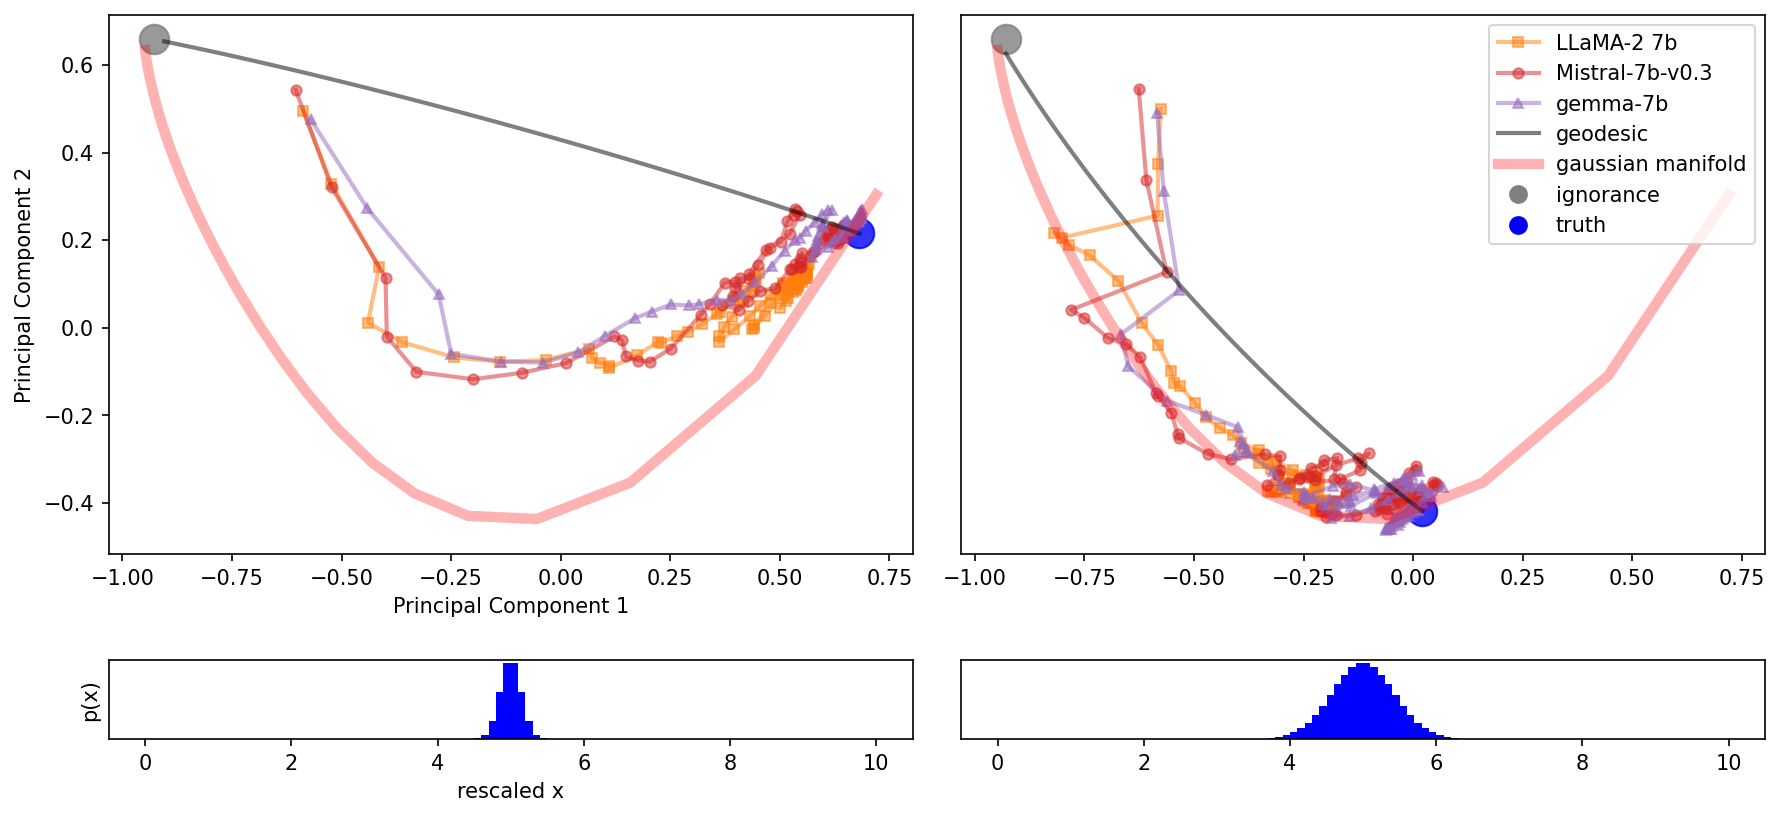 0.6
0.4
0.2
0.0
−0.2
−0.4
Principal Component 2
−1.00 −0.75 −0.50 −0.25 0.00 0.25 0.50 0.75
Principal Component 1
LLaMA-2 7b
Mistral-7b-v0.3
gemma-7b
geodesic
gaussian manifold
ignorance
truth
−1.00 −0.75 −0.50 −0.25 0.00 0.25 0.50 0.75
p(x)
0 2 4 6 8 10
rescaled x
0 2 4 6 8 10